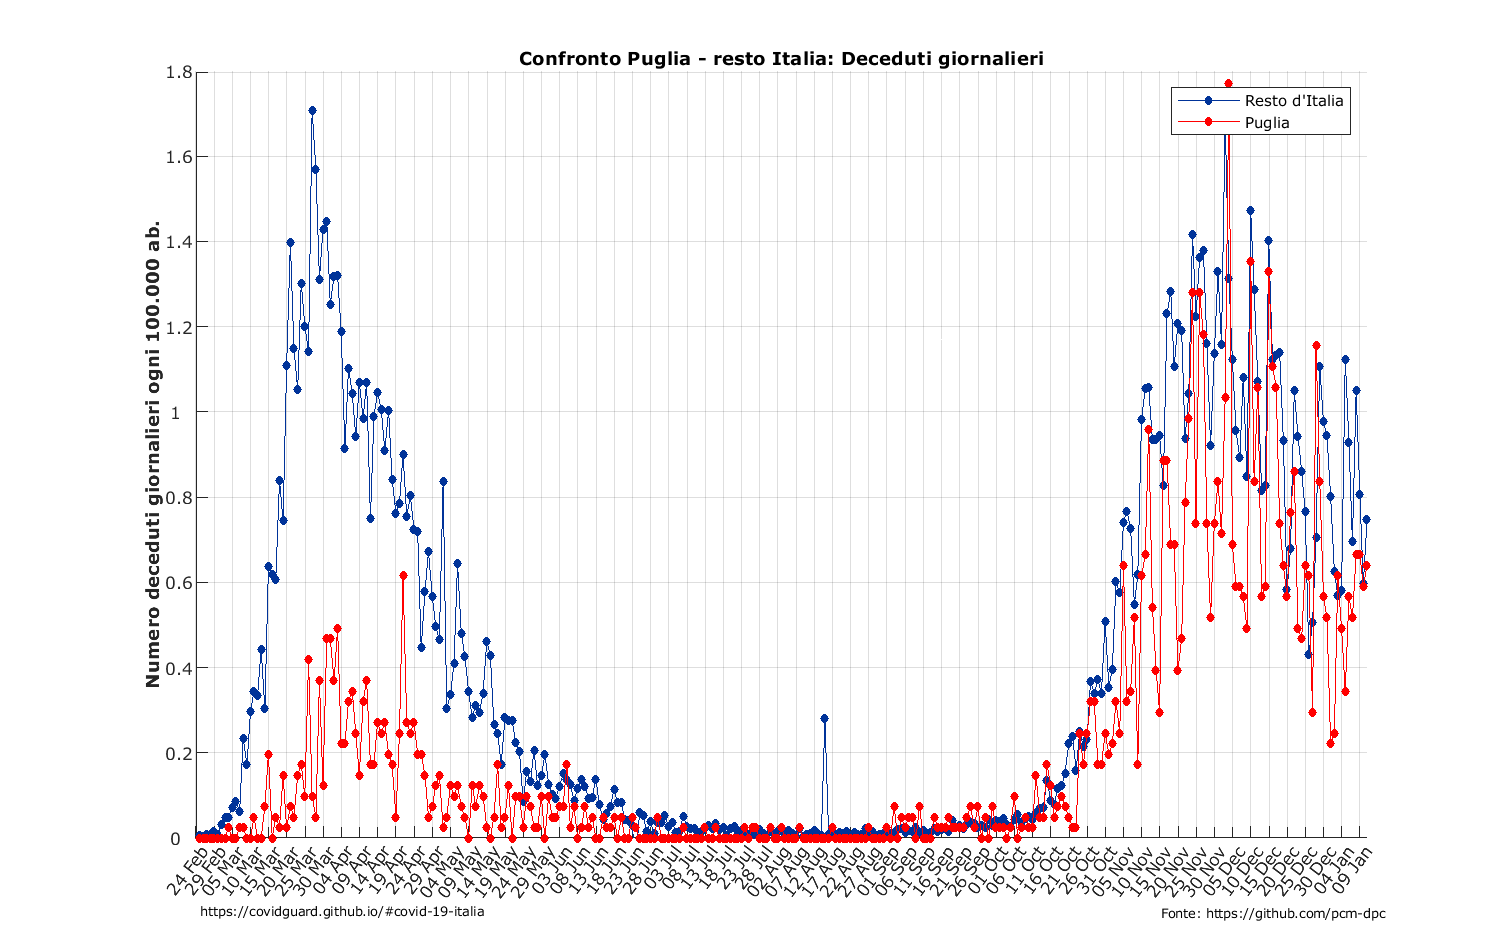 Confronto Puglia - resto Italia: Deceduti giornalieri
Numero deceduti giornalieri ogni 100.000 ab.
1.8
1.6
1.4
1.2
1
0.8
0.6
0.4
0.2
0
Resto d'Italia
Puglia
24 Feb
29 Feb
05 Mar
10 Mar
15 Mar
20 Mar
25 Mar
30 Mar
04 Apr
09 Apr
14 Apr
19 Apr
24 Apr
29 Apr
04 May
09 May
14 May
19 May
24 May
29 May
03 Jun
08 Jun
13 Jun
18 Jun
23 Jun
28 Jun
03 Jul
08 Jul
13 Jul
18 Jul
23 Jul
28 Jul
02 Aug
07 Aug
12 Aug
17 Aug
22 Aug
27 Aug
01 Sep
06 Sep
11 Sep
16 Sep
21 Sep
26 Sep
01 Oct
06 Oct
11 Oct
16 Oct
21 Oct
26 Oct
31 Oct
05 Nov
10 Nov
15 Nov
20 Nov
25 Nov
30 Nov
05 Dec
10 Dec
15 Dec
20 Dec
25 Dec
30 Dec
04 Jan
09 Jan
https://covidguard.github.io/#covid-19-italia
Fonte: https://github.com/pcm-dpc